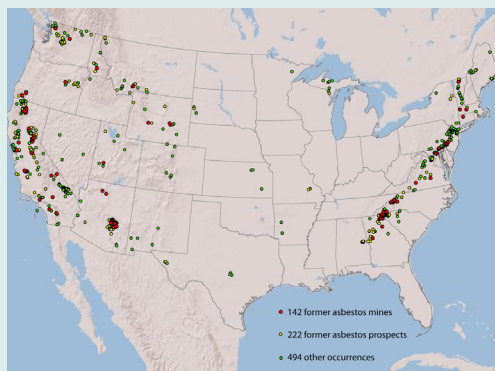 142 former asbestos mines
222 former asbestos prospects
494 other occurrences